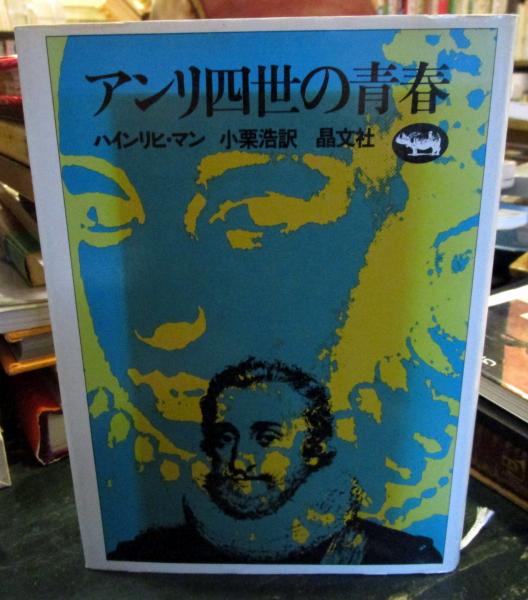 アンリ四世の青春
ハインリヒ・マン 小栗浩訳 晶文社